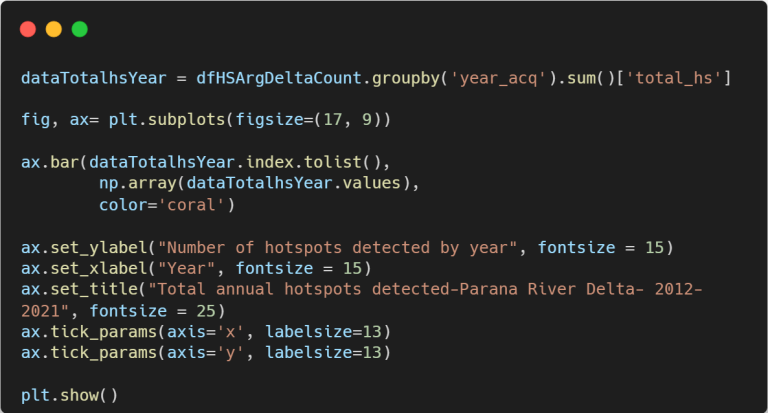 dataTotalhsYear = dfHSArgDeltaCount.groupby('year_acq').sum()['total_hs']
fig, ax= plt.subplots(figsize=(17, 9))
ax.bar(dataTotalhsYear.index.tolist(),
np.array(dataTotalhsYear.values),
color='coral')
ax.set_ylabel("Number of hotspots detected by year", fontsize = 15)
ax.set_xlabel("Year", fontsize = 15)
ax.set_title("Total annual hotspots detected-Parana River Delta- 2012-
2021", fontsize = 25)
ax.tick_params(axis='x', labelsize=13)
ax.tick_params(axis='y', labelsize=13)
plt.show()